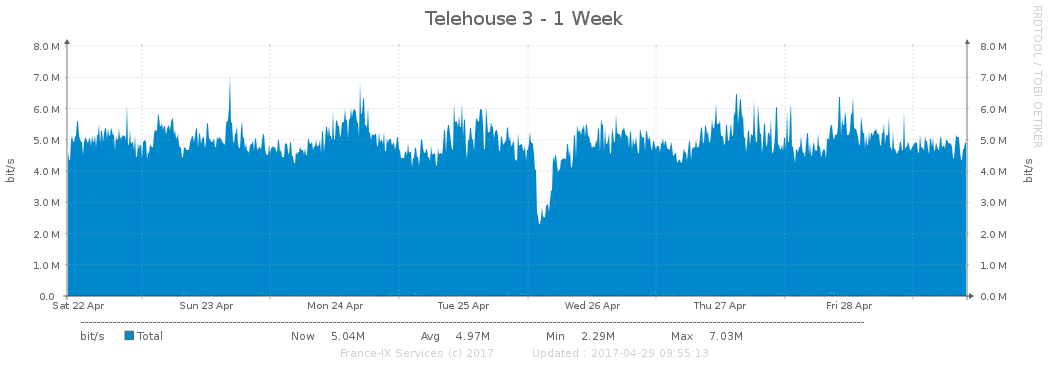 Telehouse 3 - 1 Week
RRDTOOL / TOBI OETIKER
bit/s
8.0 M
7.0 M
6.0 M
5.0 M
4.0 M
3.0 M
2.0 M
1.0 M
0.0
8.0 M
7.0 M
6.0 M
5.0 M
4.0 M
3.0 M
2.0 M
1.0 M
0.0 M
bit/s
Sat 22 Apr Sun 23 Apr Mon 24 Apr Tue 25 Apr Wed 26 Apr Thu 27 Apr Fri 28 Apr
bit/s Total Now 5.04M Avg 4.97M Min 2.29M Max 7.03M
France-IX Services (c) 2017 Updated : 2017-04-29 09:55:13